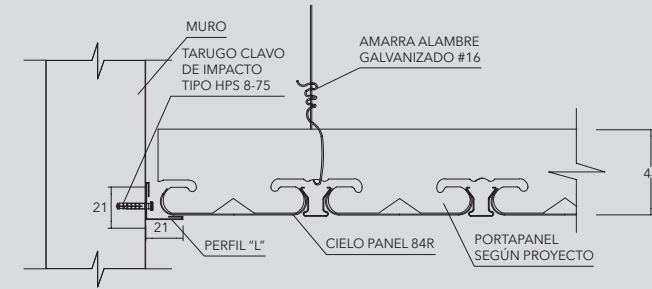 MURO
TARUGO CLAVO
DE IMPACTO
TIPO HPS 8-75
AMARRA ALAMBRE
GALVANIZADO #16
21
21
PERFIL "L"
CIELO PANEL 84R
PORTAPANEL
SEGÚN PROYECTO